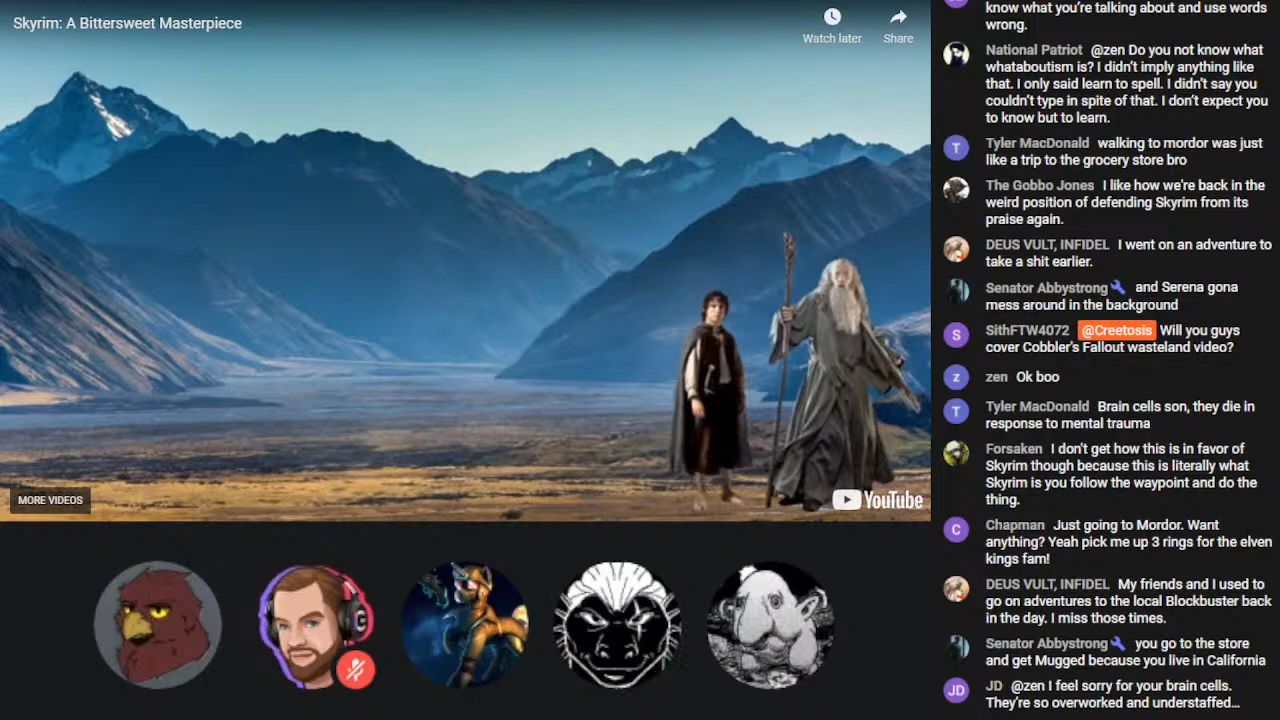 Skyrim: A Bittersweet Masterpiece
Watch later
Share
MORE VIDEOS
YouTube
know what you're talking about and use words
wrong.
National Patriot @zen Do you not know what
whataboutism is? I didn't imply anything like
that. I only said learn to spell. I didn't say you
couldn't type in spite of that. I don't expect you
to know but to learn.
T
Tyler MacDonald walking to mordor was just
like a trip to the grocery store bro
The Gobbo Jones I like how we're back in the
weird position of defending Skyrim from its
praise again.
DEUS VULT, INFIDEL I went on an adventure to
take a shit earlier.
Senator Abbystrong and Serena gona
mess around in the background
S
SithFTW4072 @Creetosis Will you guys
cover Cobbler's Fallout wasteland video?
z
zen Ok boo
T
Tyler MacDonald Brain cells son, they die in
response to mental trauma
Forsaken I don't get how this is in favor of
Skyrim though because this is literally what
Skyrim is you follow the waypoint and do the
thing.
C
Chapman Just going to Mordor. Want
anything? Yeah pick me up 3 rings for the elven
kings fam!
DEUS VULT, INFIDEL My friends and I used to
go on adventures to the local Blockbuster back
in the day. I miss those times.
Senator Abbystrong you go to the store
and get Mugged because you live in California
JD
JD @zen I feel sorry for your brain cells.
They're so overworked and understaffed...